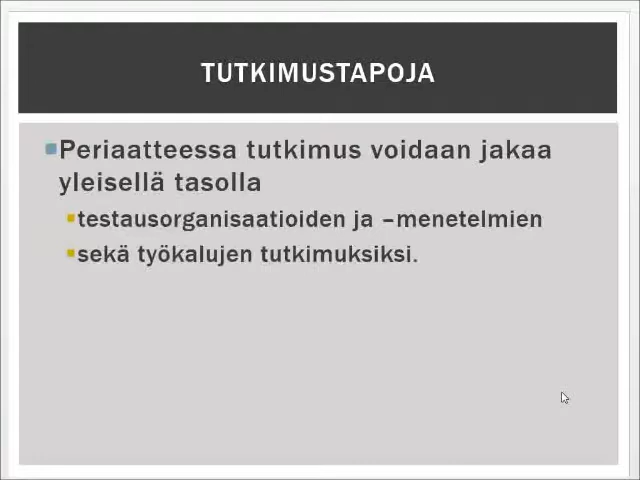 TUTKIMUSTAPOJA
Periaatteessa tutkimus voidaan jakaa
yleisellä tasolla
testausorganisaatioiden ja –menetelmien
sekä työkalujen tutkimuksiksi.